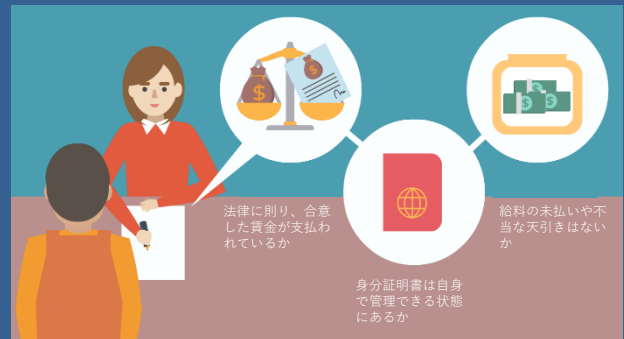 法律に則り、合意
した賃金が支払わ
れているか
身分証明書は自身
で管理できる状態
にあるか
給料の未払いや不
当な天引きはない
か
$
$
$
$